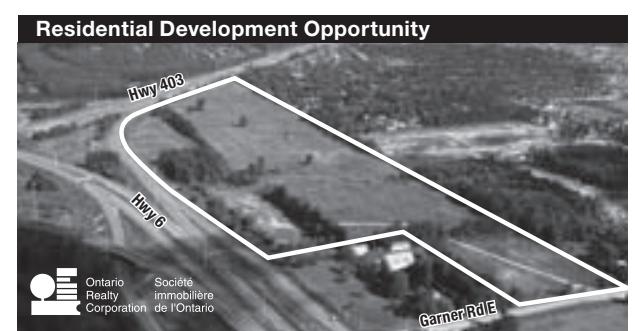 Residential Development Opportunity
Hwy 403
Hwy 6
Garner Rd E
Ontario
Realty
Corporation
Société
immobilière
de l'Ontario